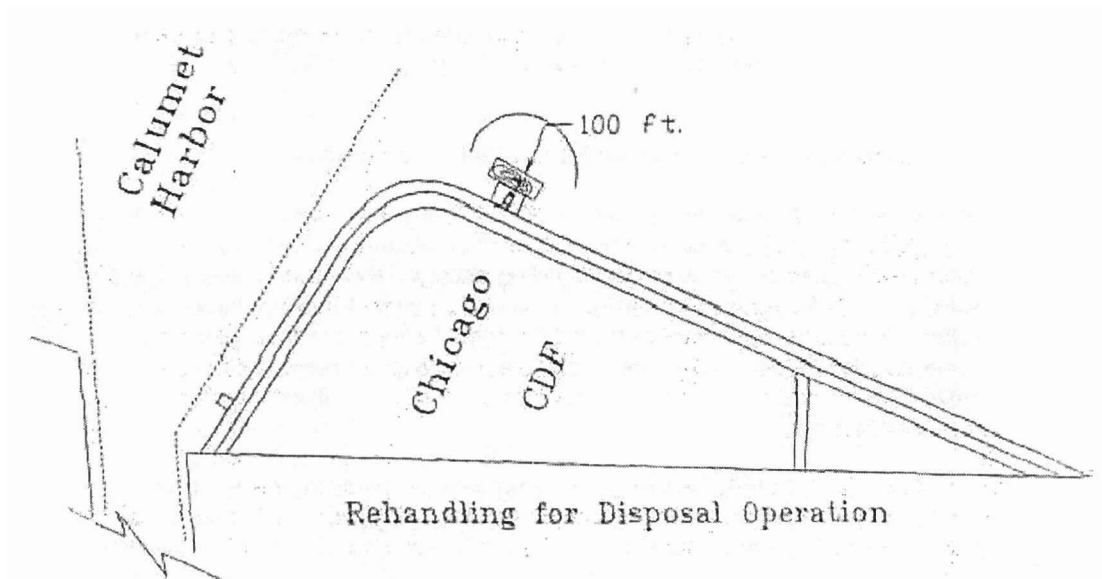 Calumet
Harbor
100 ft.
Chicago
CDF
Rehandling for Disposal Operation